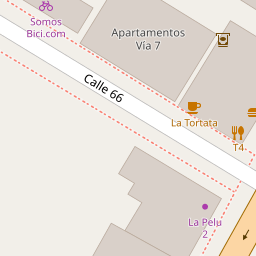 Somos
Bici.com
Apartamentos
Vía 7
Calle 66
La Tortata
T4
La Pelu
2